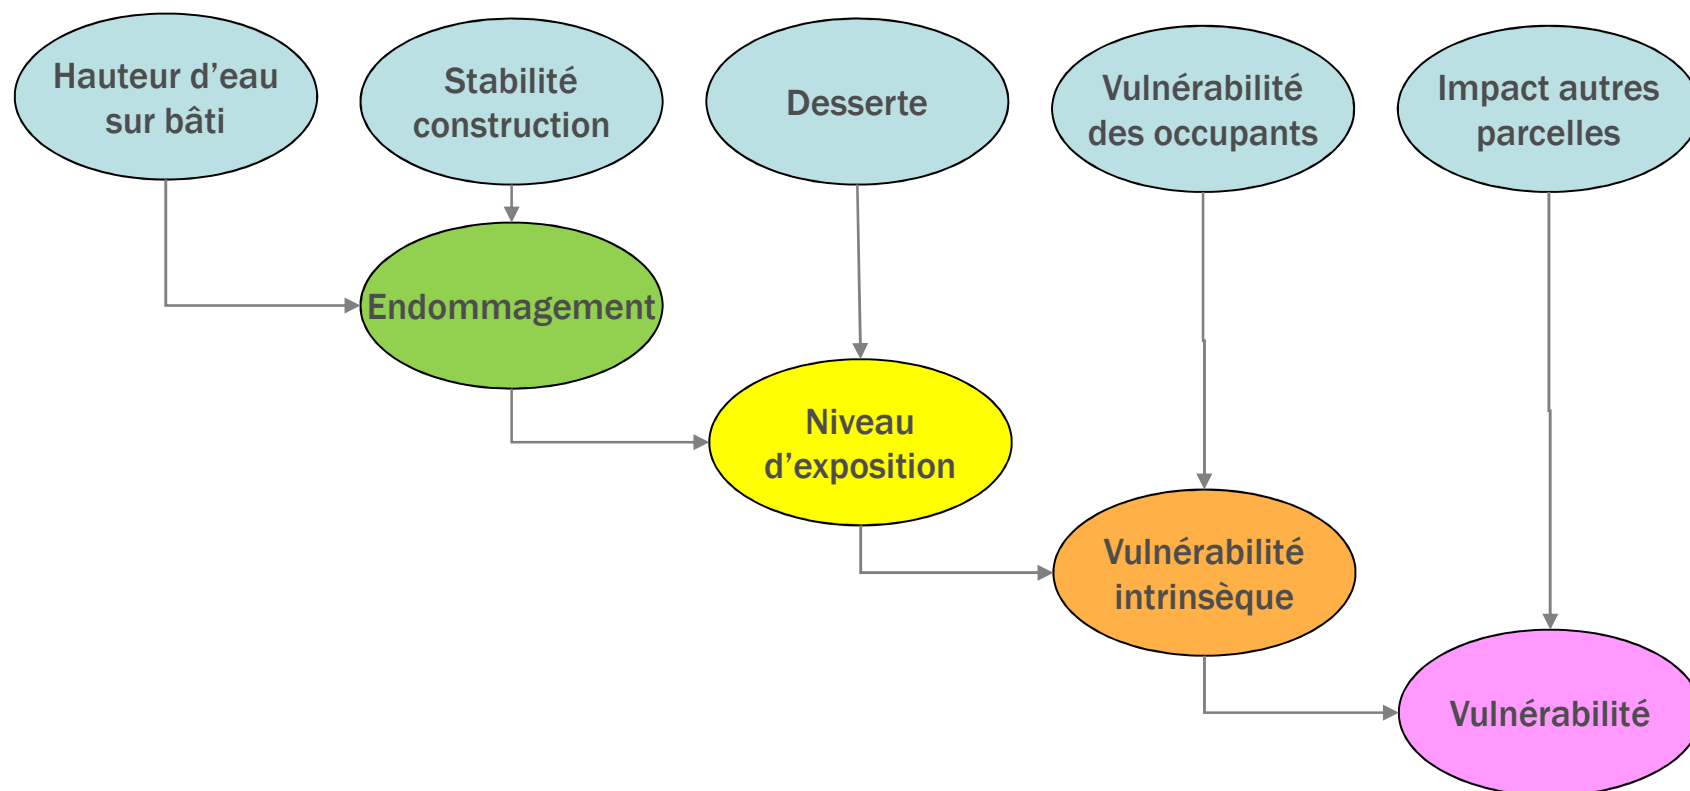 Hauteur d’eau
sur bâti
Stabilité
construction
Desserte
Vulnérabilité
des occupants
Impact autres
parcelles
Endommagement
Niveau
d’exposition
Vulnérabilité
intrinsèque
Vulnérabilité